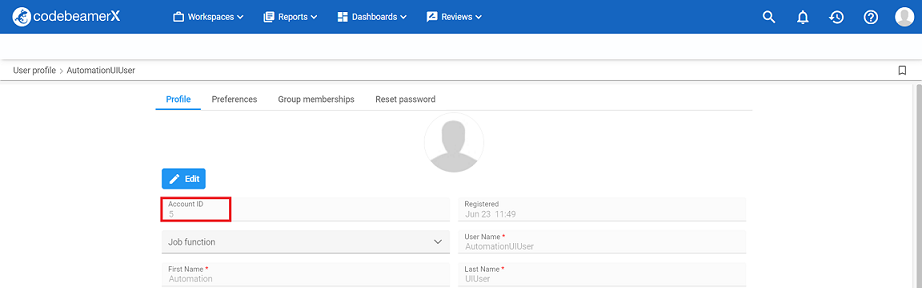 codebeamerX Workspaces Reports Dashboards Reviews
User profile > AutomationUIUser
Profile Preferences Group memberships Reset password
Edit
Account ID Registered
5 Jun 23 11:49
Job function User Name *
AutomationUIUser
First Name * Last Name *
Automation UIUser